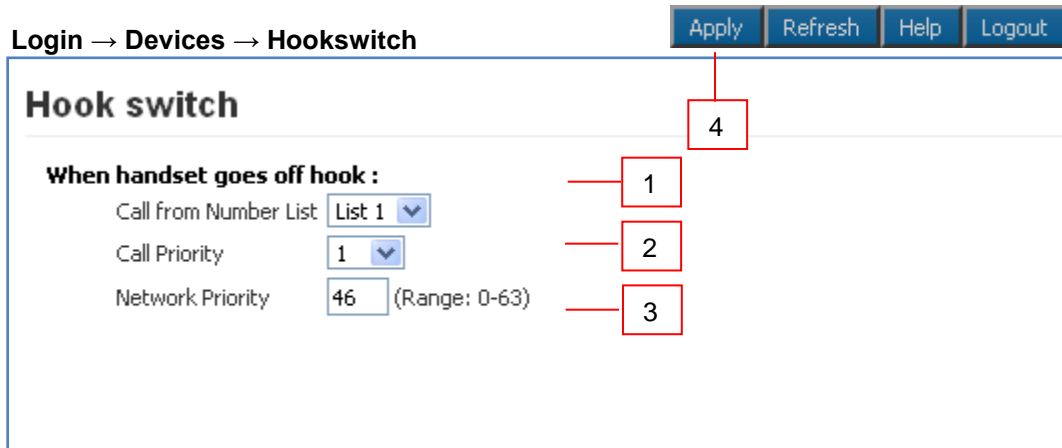 Login → Devices → Hookswitch
Apply Refresh Help Logout
Hook switch
4
When handset goes off hook :
1
Call from Number List List 1
Call Priority 1
2
Network Priority 46 (Range: 0-63)
3